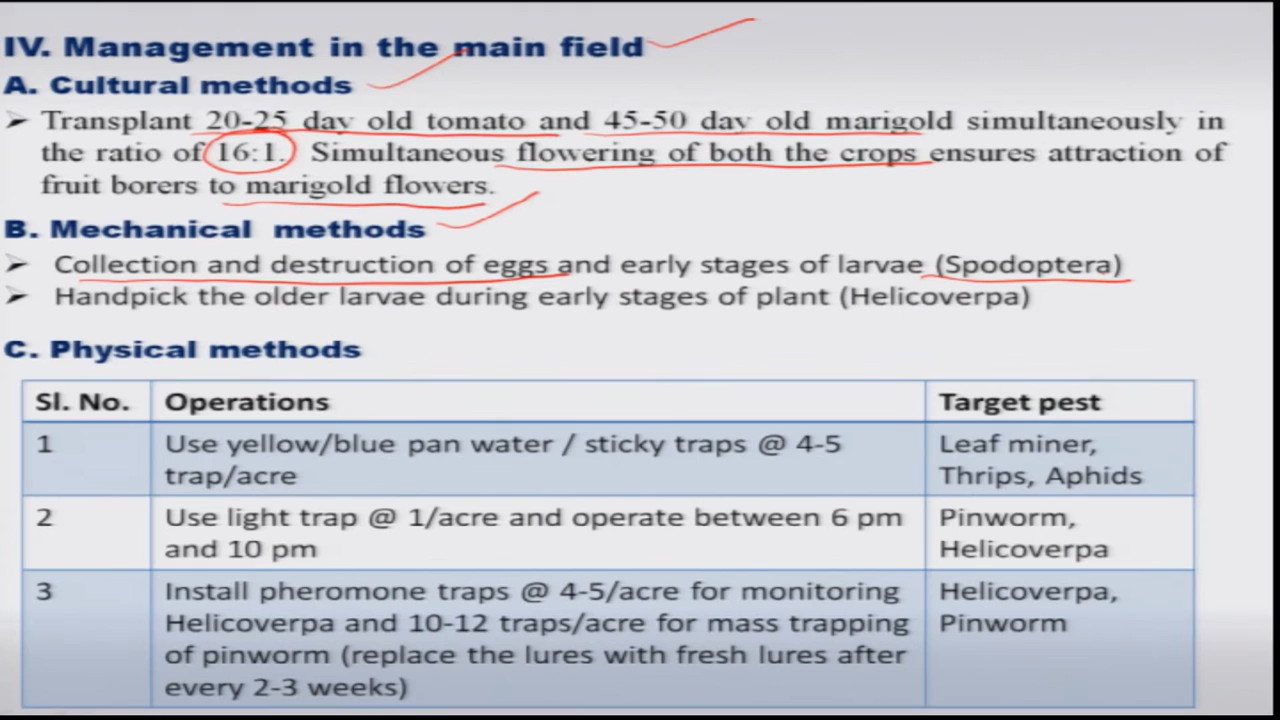 IV. Management in the main field
A. Cultural methods
➤ Transplant 20-25 day old tomato and 45-50 day old marigold simultaneously in
the ratio of 16:1. Simultaneous flowering of both the crops ensures attraction of
fruit borers to marigold flowers.
B. Mechanical methods
➤ Collection and destruction of eggs and early stages of larvae (Spodoptera)
➤ Handpick the older larvae during early stages of plant (Helicoverpa)
C. Physical methods
Sl. No. Operations Target pest
1 Use yellow/blue pan water / sticky traps @ 4-5 Leaf miner,
trap/acre Thrips, Aphids
2 Use light trap @ 1/acre and operate between 6 pm Pinworm,
and 10 pm Helicoverpa
3 Install pheromone traps @ 4-5/acre for monitoring Helicoverpa,
Helicoverpa and 10-12 traps/acre for mass trapping Pinworm
of pinworm (replace the lures with fresh lures after
every 2-3 weeks)